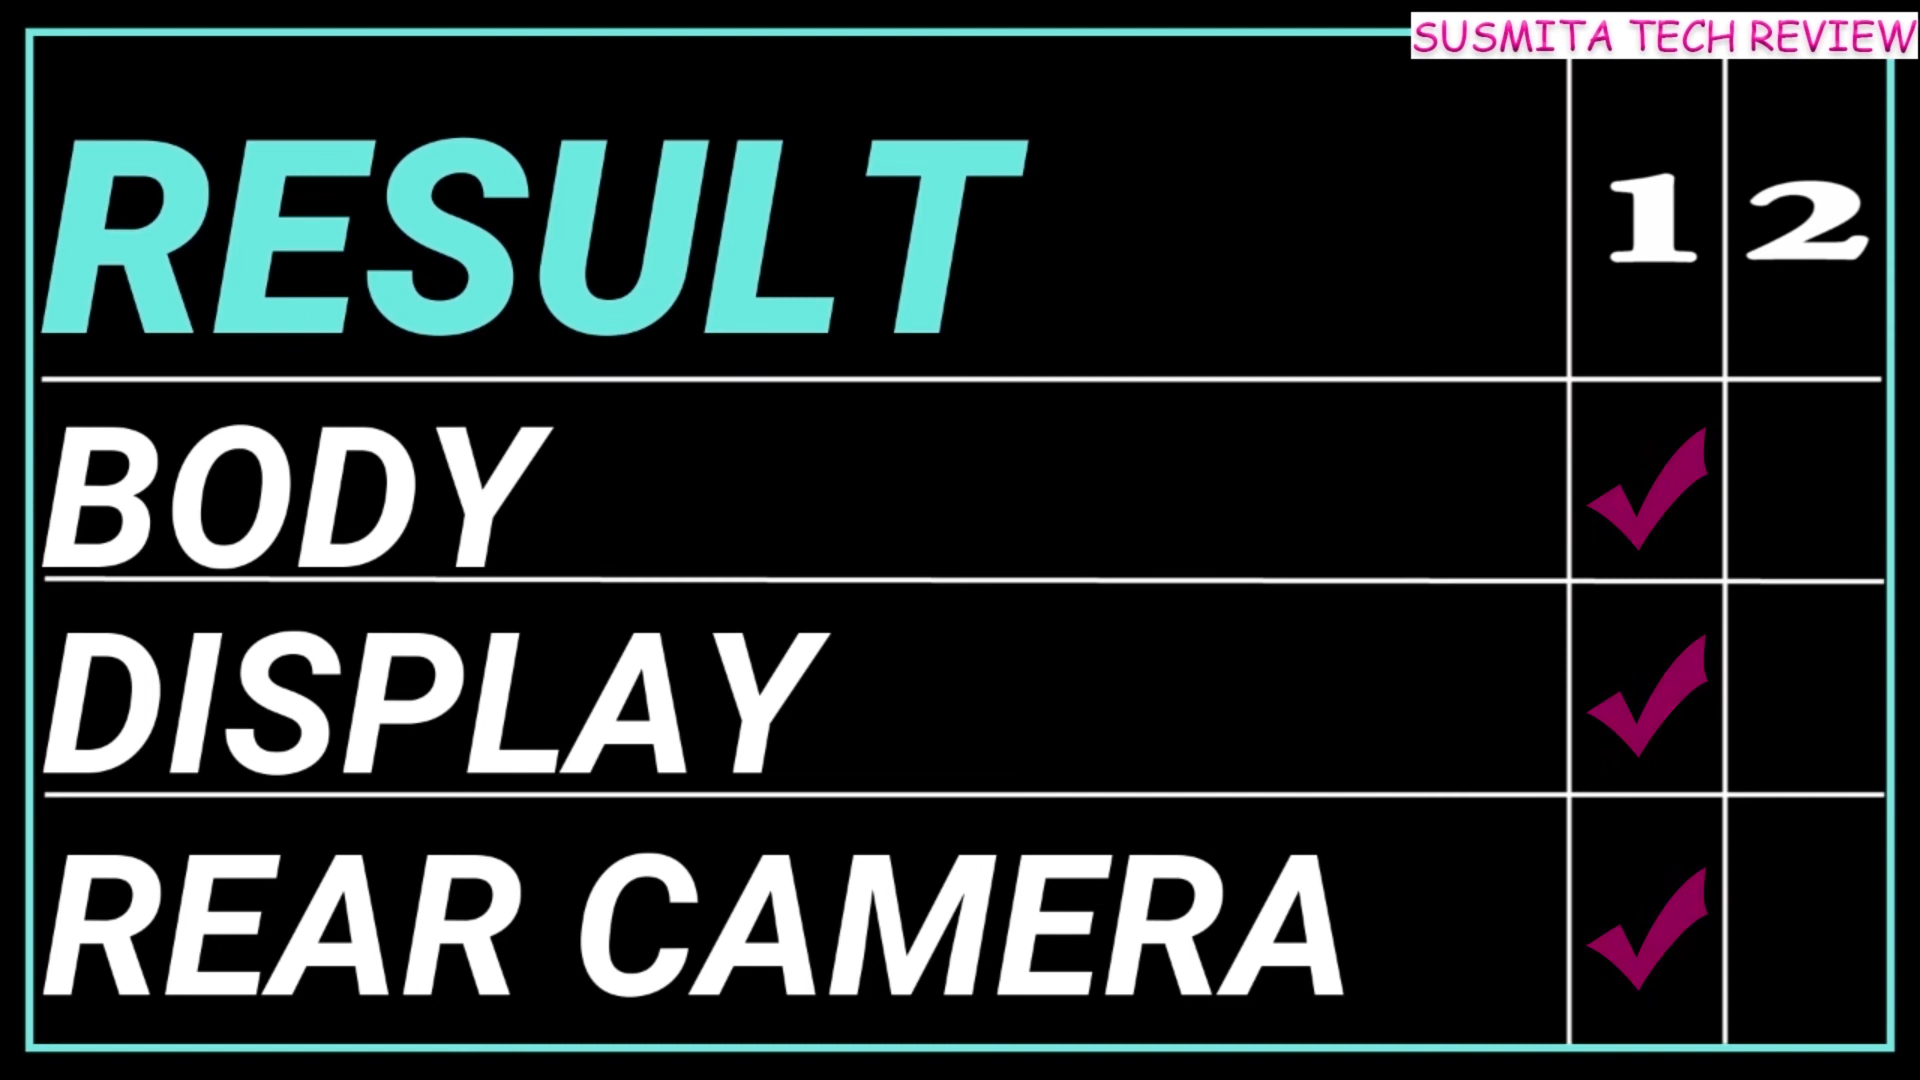 SUSMITA TECH REVIEW
RESULT 1 2
BODY
DISPLAY
REAR CAMERA